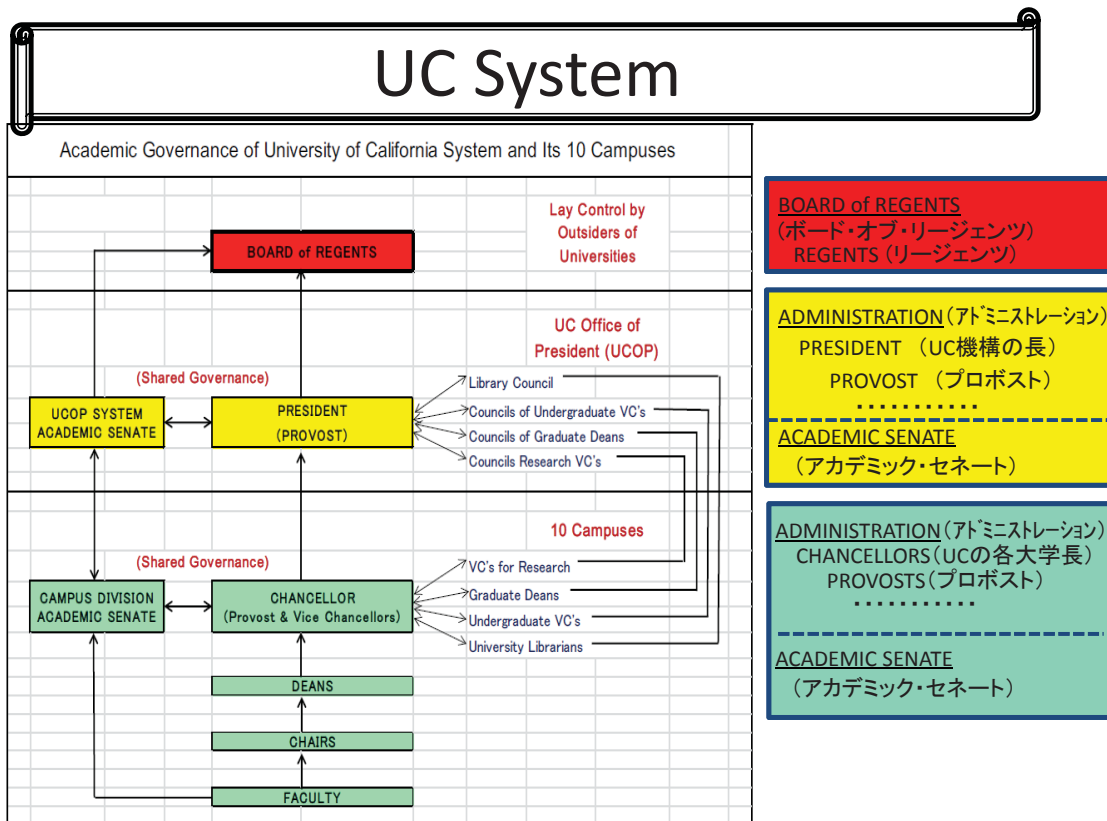 UC System
Academic Governance of University of California System and Its 10 Campuses
Lay Control by
Outsiders of
Universities
BOARD of REGENTS
UC Office of
President (UCOP)
(Shared Governance)
UCOP SYSTEM
ACADEMIC SENATE
PRESIDENT
(PROVOST)
Library Council
Councils of Undergraduate VC's
Councils of Graduate Deans
Councils Research VC's
10 Campuses
(Shared Governance)
CAMPUS DIVISION
ACADEMIC SENATE
CHANCELLOR
(Provost & Vice Chancellors)
VC's for Research
Graduate Deans
Undergraduate VC's
University Librarians
DEANS
CHAIRS
FACULTY
BOARD of REGENTS
(ボード・オブ・リージェンツ)
REGENTS (リージェンツ)
ADMINISTRATION(アドミニストレーション)
PRESIDENT (UC機構の長)
PROVOST (プロボスト)
・・・・・・・・・・・
ACADEMIC SENATE
(アカデミック・セネート)
ADMINISTRATION(アドミニストレーション)
CHANCELLORS(UCの各大学長)
PROVOSTS(プロボスト)
・・・・・・・・・・・
ACADEMIC SENATE
(アカデミック・セネート)